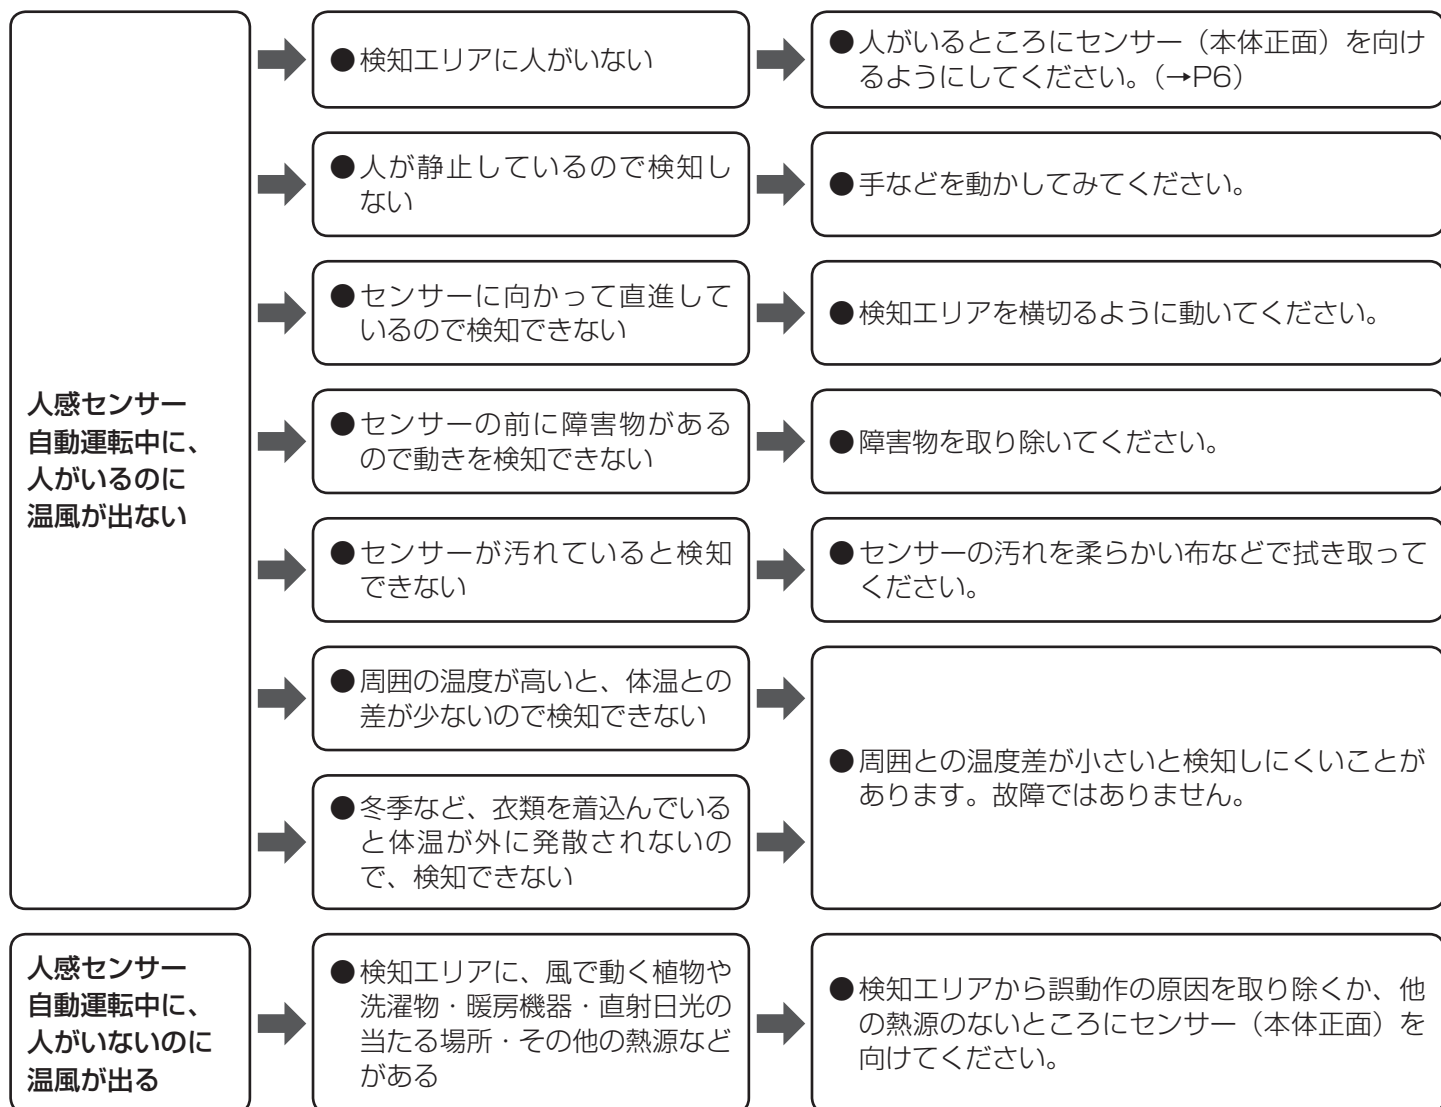 人感センサー
自動運転中に、
人がいるのに
温風が出ない
●検知エリアに人がいない
●人がいるところにセンサー（本体正面）を向け
るようにしてください。（→P6）
●人が静止しているので検知し
ない
●手などを動かしてみてください。
●センサーに向かって直進して
いるので検知できない
●検知エリアを横切るように動いてください。
●センサーの前に障害物がある
ので動きを検知できない
●障害物を取り除いてください。
●センサーが汚れていると検知
できない
●センサーの汚れを柔らかい布などで拭き取って
ください。
●周囲の温度が高いと、体温との
差が少ないので検知できない
●冬季など、衣類を着込んでいる
と体温が外に発散されないの
で、検知できない
●周囲との温度差が小さいと検知しにくいことが
あります。故障ではありません。
人感センサー
自動運転中に、
人がいないのに
温風が出る
●検知エリアに、風で動く植物や
洗濯物・暖房機器・直射日光の
当たる場所・その他の熱源など
がある
●検知エリアから誤動作の原因を取り除くか、他
の熱源のないところにセンサー（本体正面）を
向けてください。